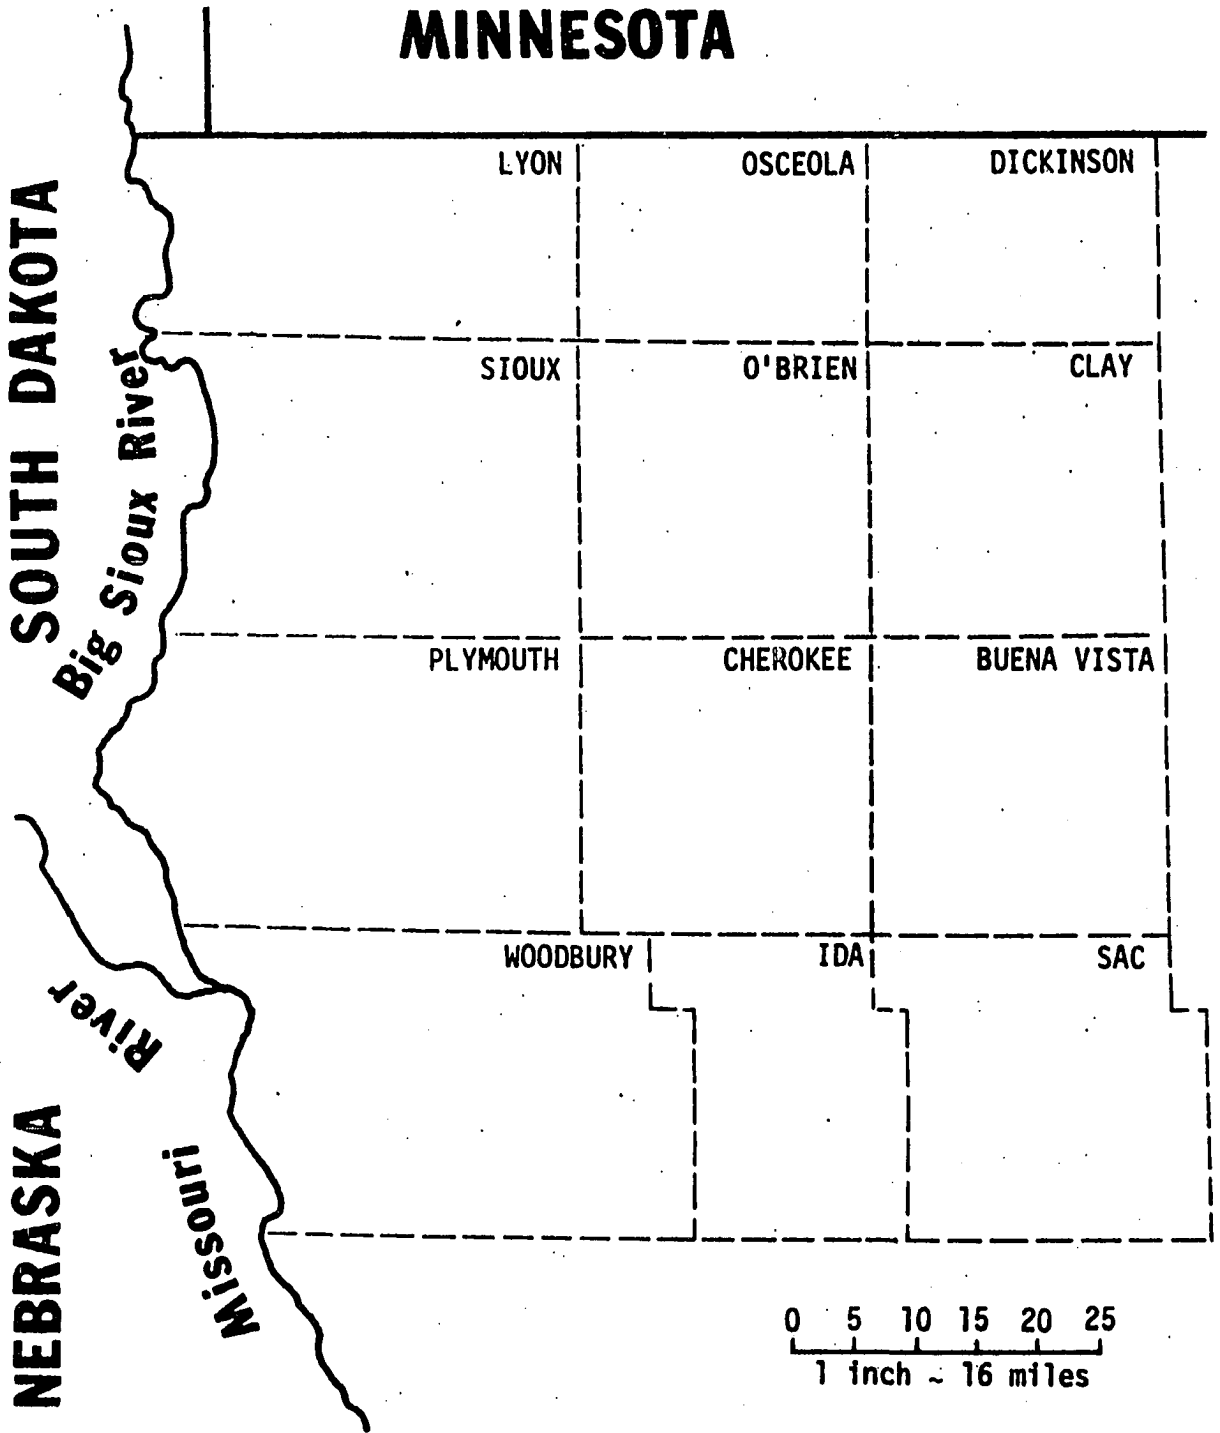 MINNESOTA
LYON
OSCEOLA
DICKINSON
SOUTH DAKOTA
Big Sioux River
SIOUX
O'BRIEN
CLAY
PLYMOUTH
CHEROKEE
BUENA VISTA
WOODBURY
IDA
SAC
Missouri River
NEBRASKA
0 5 10 15 20 25
1 inch ~ 16 miles